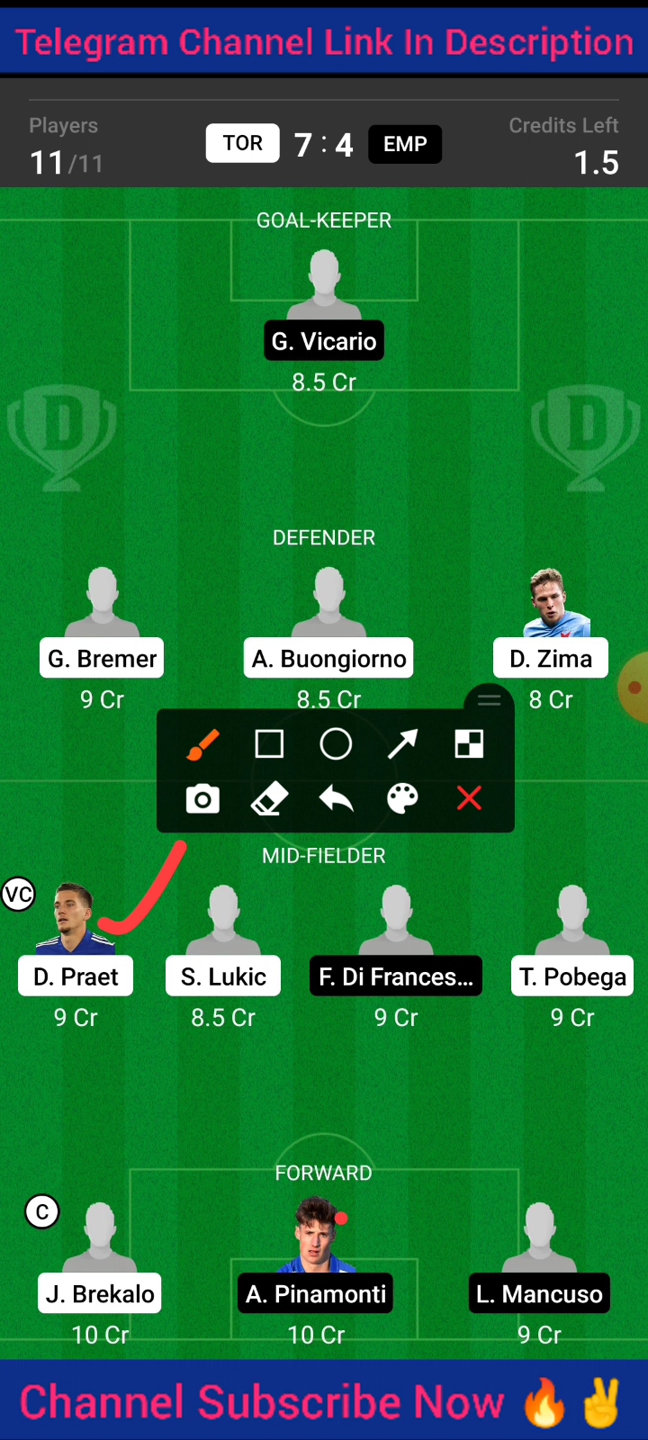 Telegram Channel Link In Description
Players
Credits Left
11/11
TOR 7 : 4 EMP
1.5
GOAL-KEEPER
G. Vicario
8.5 Cr
D D
DEFENDER
G. Bremer A. Buongiorno D. Zima
9 Cr 8.5 Cr 8 Cr
MID-FIELDER
VC
D. Praet S. Lukic F. Di Frances... T. Pobega
9 Cr 8.5 Cr 9 Cr 9 Cr
FORWARD
C
J. Brekalo A. Pinamonti L. Mancuso
10 Cr 10 Cr 9 Cr
Channel Subscribe Now 🔥✌️